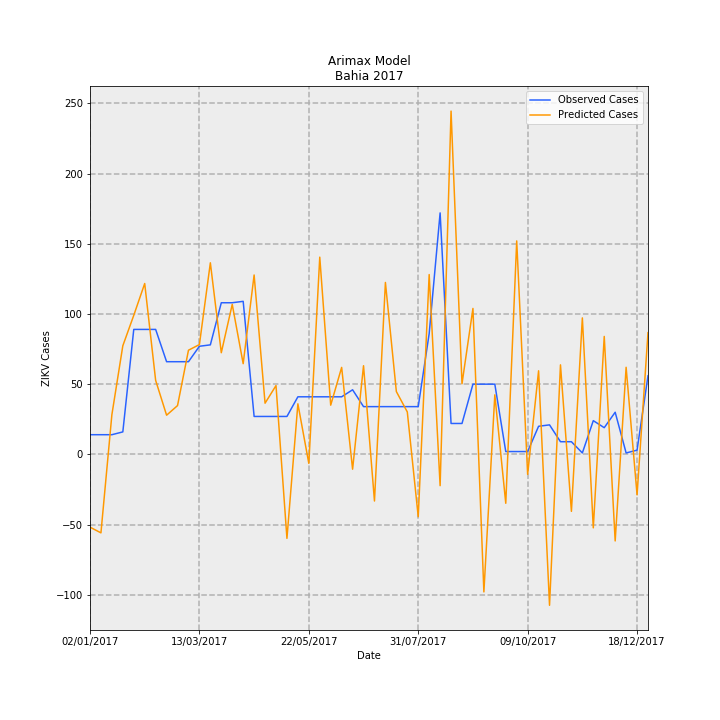 Arimax Model
Bahia 2017
Observed Cases
Predicted Cases
250
200
150
100
50
0
−50
−100
ZIKV Cases
02/01/2017 13/03/2017 22/05/2017 31/07/2017 09/10/2017 18/12/2017
Date